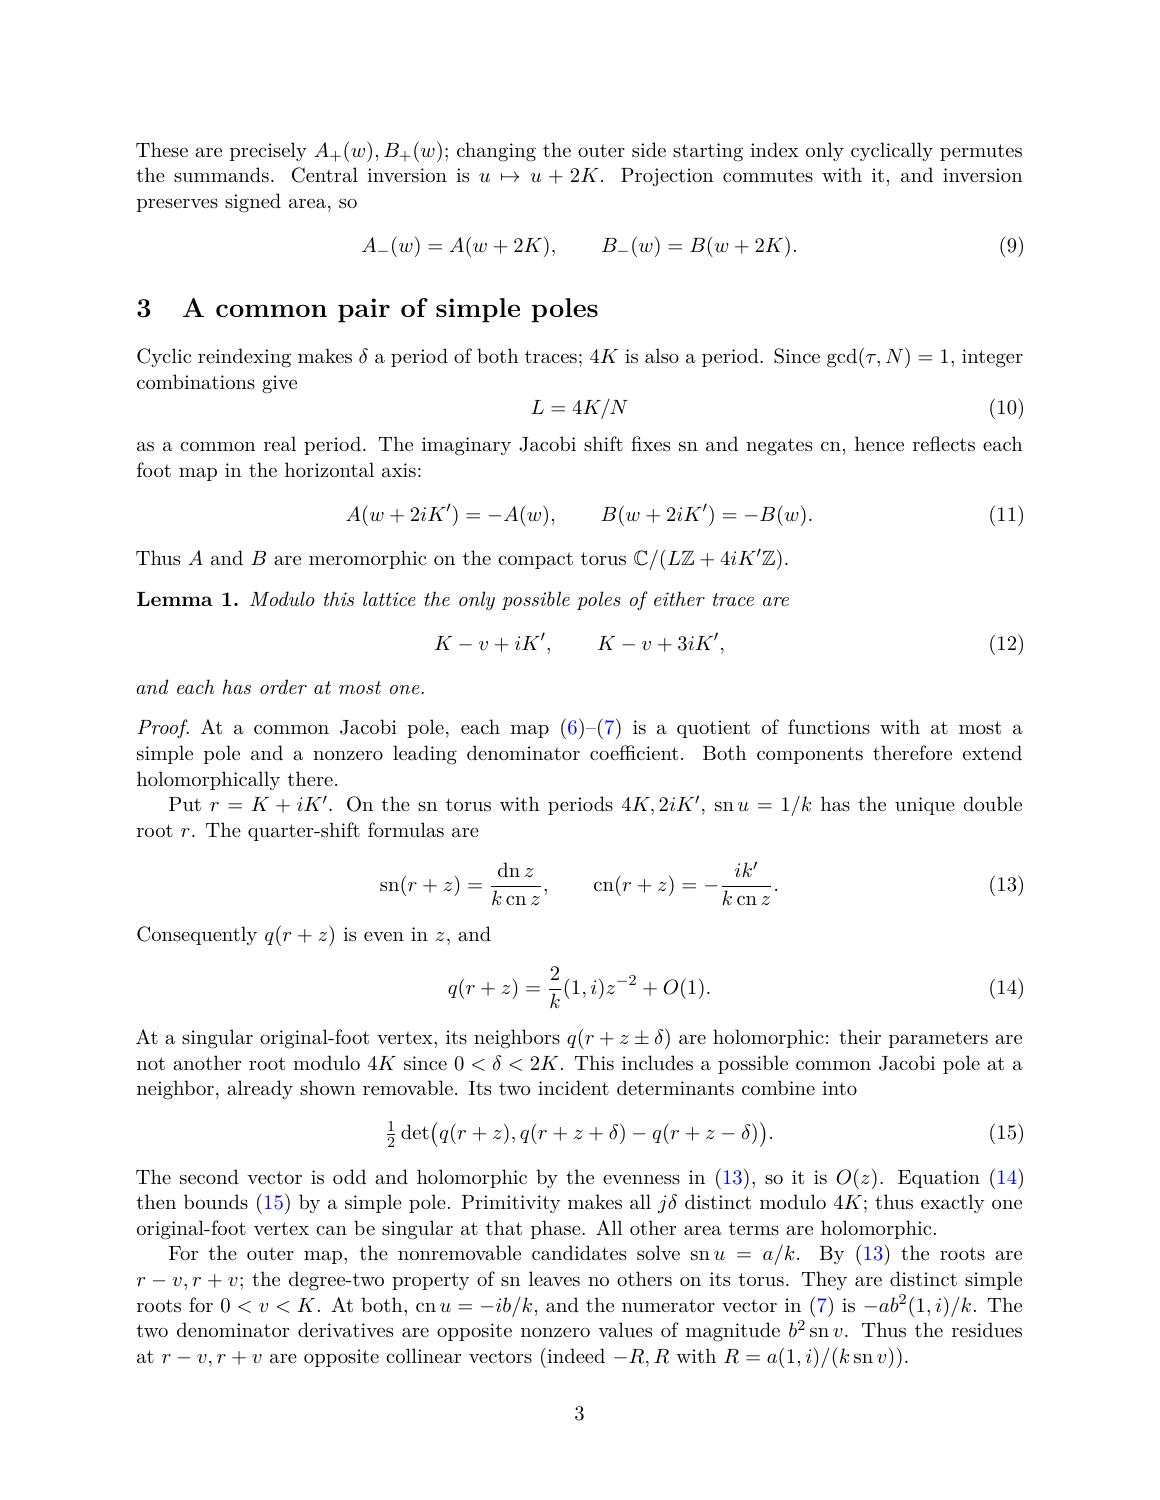 These are precisely A₊(w), B₊(w); changing the outer side starting index only cyclically permutes
the summands. Central inversion is u ↦ u + 2K. Projection commutes with it, and inversion
preserves signed area, so
A₋(w) = A(w + 2K), B₋(w) = B(w + 2K). (9)
3 A common pair of simple poles
Cyclic reindexing makes δ a period of both traces; 4K is also a period. Since gcd(τ, N) = 1, integer
combinations give
L = 4K/N (10)
as a common real period. The imaginary Jacobi shift fixes sn and negates cn, hence reflects each
foot map in the horizontal axis:
A(w + 2iK′) = −A(w), B(w + 2iK′) = −B(w). (11)
Thus A and B are meromorphic on the compact torus ℂ/(Lℤ + 4iK′ℤ).
Lemma 1. Modulo this lattice the only possible poles of either trace are
K − v + iK′, K − v + 3iK′, (12)
and each has order at most one.
Proof. At a common Jacobi pole, each map (6)–(7) is a quotient of functions with at most a
simple pole and a nonzero leading denominator coefficient. Both components therefore extend
holomorphically there.
Put r = K + iK′. On the sn torus with periods 4K, 2iK′, sn u = 1/k has the unique double
root r. The quarter-shift formulas are
sn(r + z) = dn z / k cn z, cn(r + z) = − ik′ / k cn z. (13)
Consequently q(r + z) is even in z, and
q(r + z) = 2/k (1, i)z⁻² + O(1). (14)
At a singular original-foot vertex, its neighbors q(r + z ± δ) are holomorphic: their parameters are
not another root modulo 4K since 0 < δ < 2K. This includes a possible common Jacobi pole at a
neighbor, already shown removable. Its two incident determinants combine into
½ det(q(r + z), q(r + z + δ) − q(r + z − δ)). (15)
The second vector is odd and holomorphic by the evenness in (13), so it is O(z). Equation (14)
then bounds (15) by a simple pole. Primitivity makes all jδ distinct modulo 4K; thus exactly one
original-foot vertex can be singular at that phase. All other area terms are holomorphic.
For the outer map, the nonremovable candidates solve sn u = a/k. By (13) the roots are
r − v, r + v; the degree-two property of sn leaves no others on its torus. They are distinct simple
roots for 0 < v < K. At both, cn u = −ib/k, and the numerator vector in (7) is −ab²(1, i)/k. The
two denominator derivatives are opposite nonzero values of magnitude b² sn v. Thus the residues
at r − v, r + v are opposite collinear vectors (indeed −R, R with R = a(1, i)/(k sn v)).
3